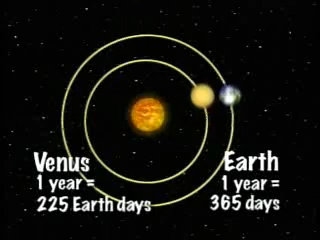 Venus
1 year =
225 Earth days
Earth
1 year =
365 days